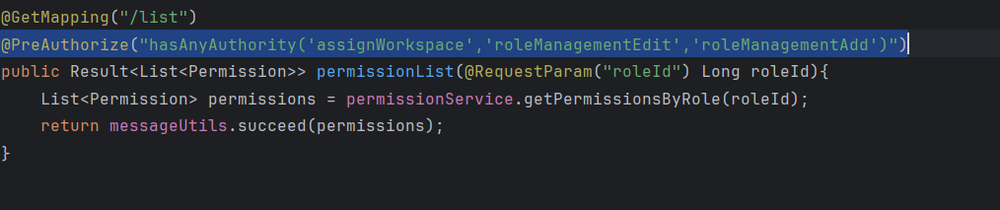 @GetMapping("/list")
@PreAuthorize("hasAnyAuthority('assignWorkspace','roleManagementEdit','roleManagementAdd')")
public Result<List<Permission>> permissionList(@RequestParam("roleId") Long roleId){
    List<Permission> permissions = permissionService.getPermissionsByRole(roleId);
    return messageUtils.succeed(permissions);
}